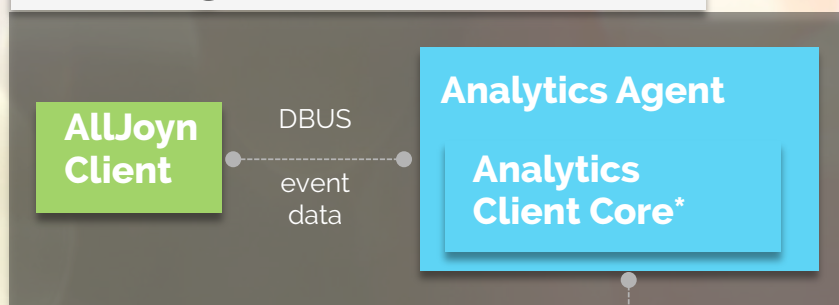 AllJoyn
Client
DBUS
event
data
Analytics Agent
Analytics
Client Core*